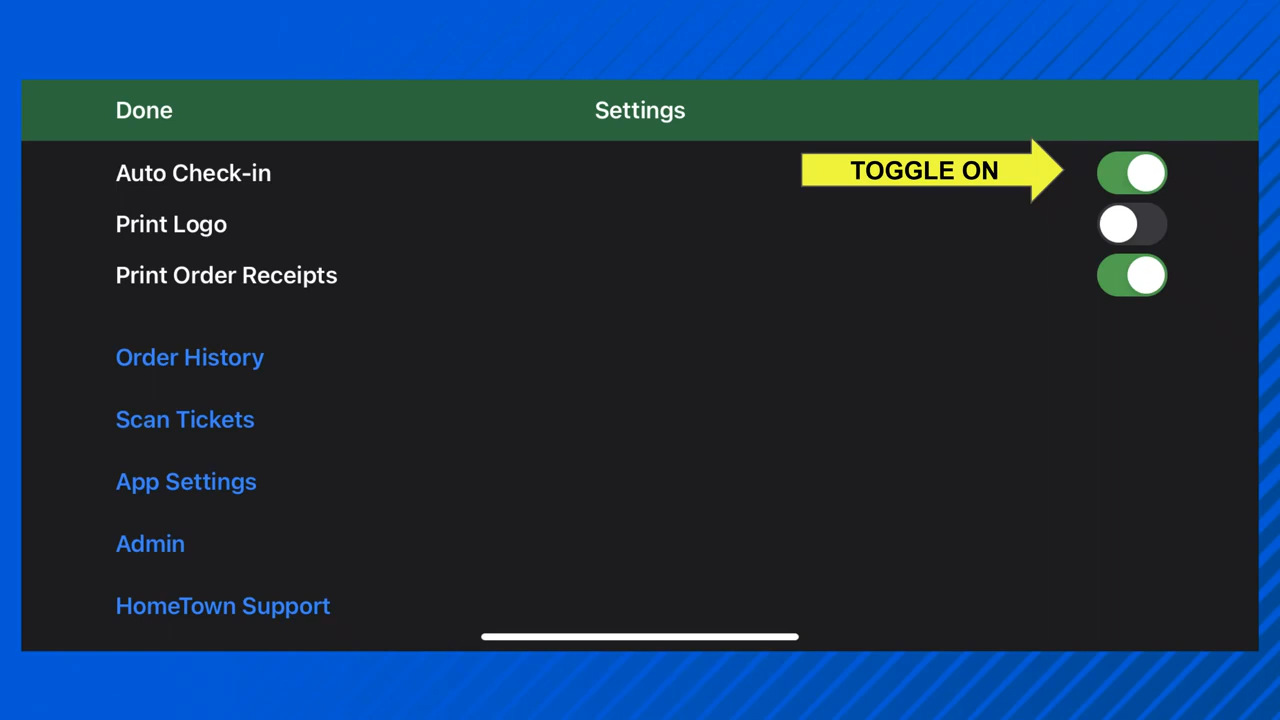 Done
Settings
Auto Check-in
TOGGLE ON
Print Logo
Print Order Receipts
Order History
Scan Tickets
App Settings
Admin
HomeTown Support